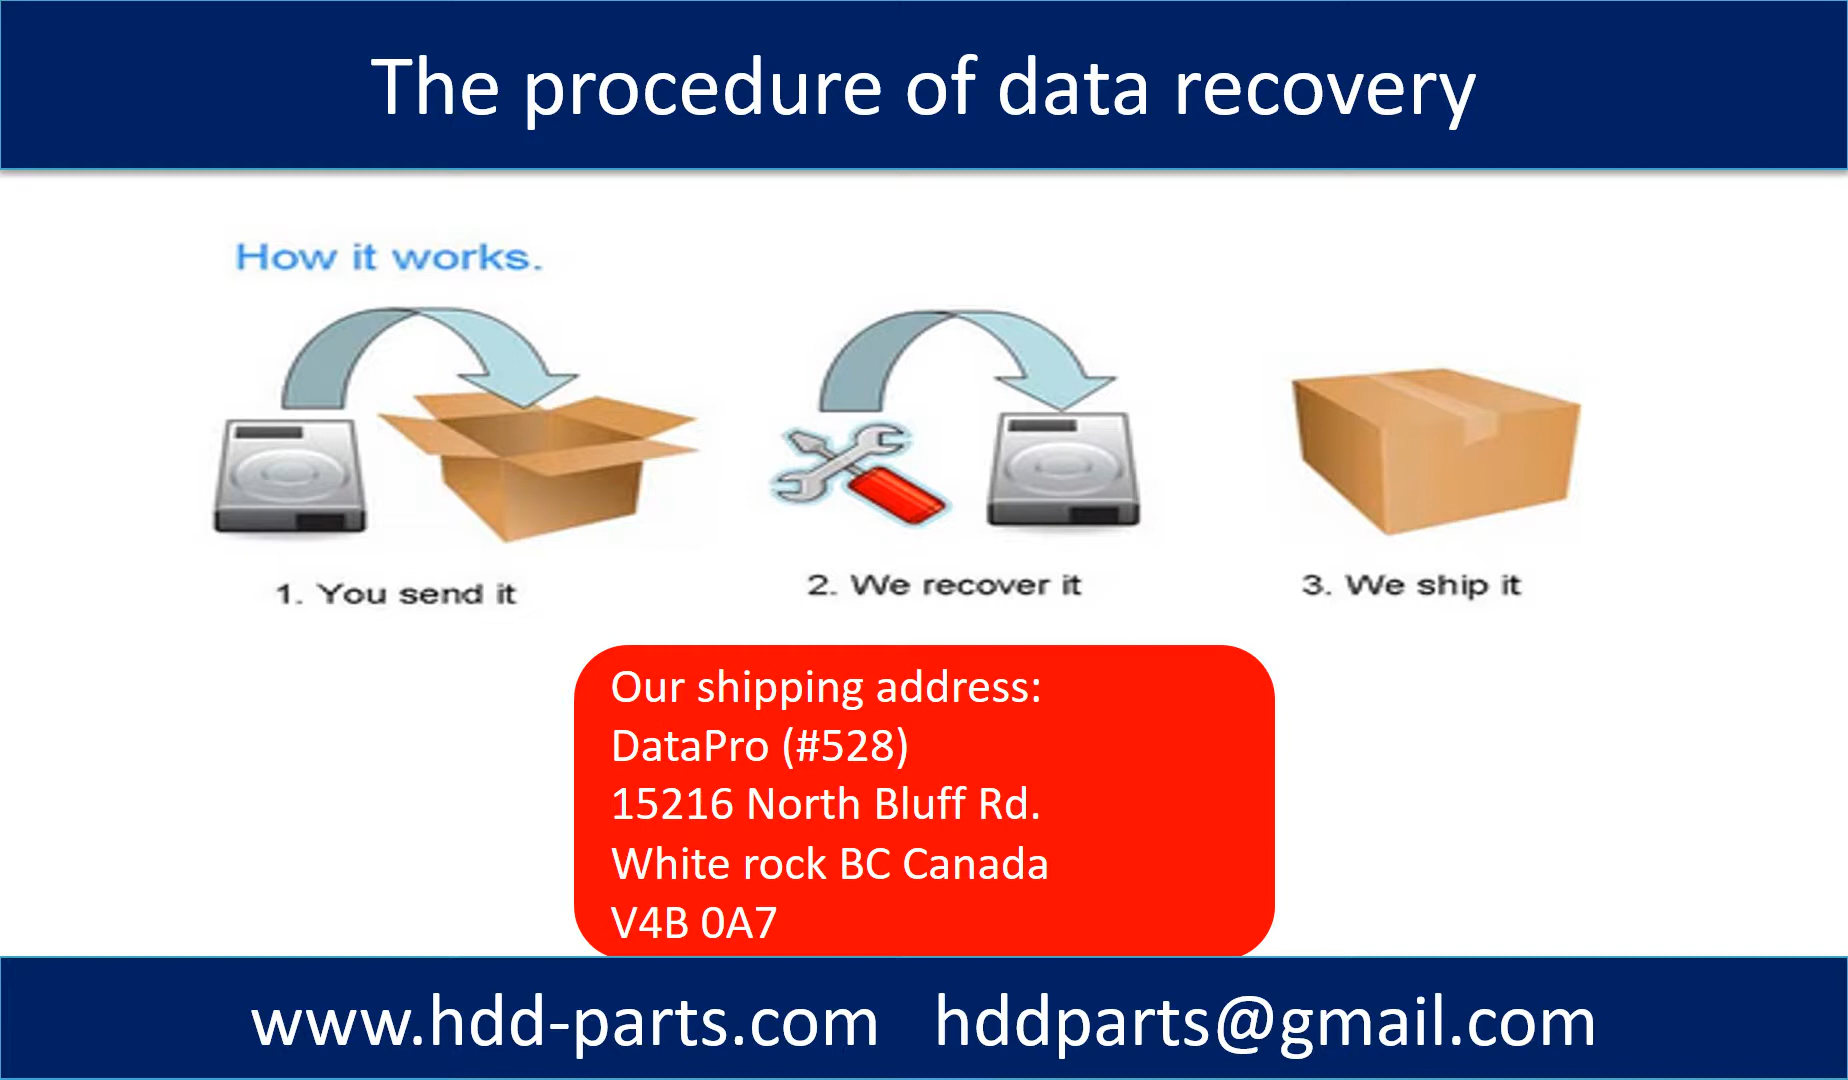 The procedure of data recovery
How it works.
1. You send it
2. We recover it
3. We ship it
Our shipping address:
DataPro (#528)
15216 North Bluff Rd.
White rock BC Canada
V4B 0A7
www.hdd-parts.com hddparts@gmail.com